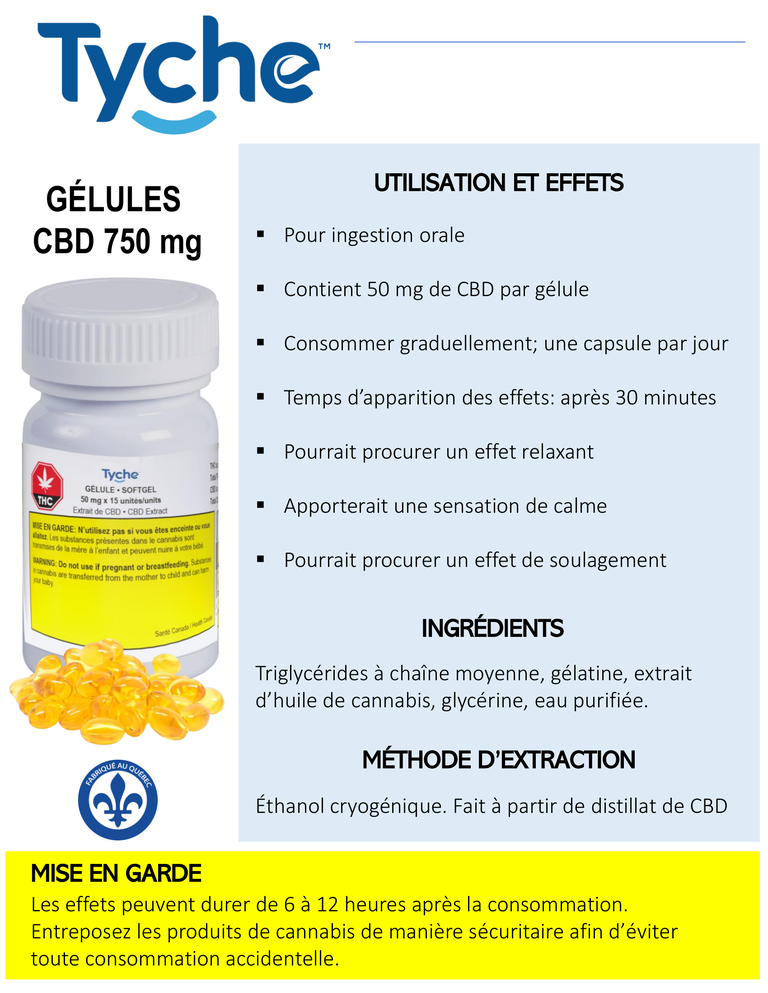 Tyche™
GÉLULES
CBD 750 mg
THC
Tyche
GÉLULE • SOFTGEL
50 mg x 15 unités/units
Extrait de CBD • CBD Extract
MISE EN GARDE: N'utilisez pas si vous êtes enceinte ou vous
allaitez. Les substances présentes dans le cannabis sont
transmises de la mère à l'enfant et peuvent nuire à votre bébé.
WARNING: Do not use if pregnant or breastfeeding. Substances
in cannabis are transferred from the mother to child and can harm
your baby.
Santé Canada / Health Canada
FABRIQUÉ AU QUÉBEC
UTILISATION ET EFFETS
▪ Pour ingestion orale
▪ Contient 50 mg de CBD par gélule
▪ Consommer graduellement; une capsule par jour
▪ Temps d'apparition des effets: après 30 minutes
▪ Pourrait procurer un effet relaxant
▪ Apporterait une sensation de calme
▪ Pourrait procurer un effet de soulagement
INGRÉDIENTS
Triglycérides à chaîne moyenne, gélatine, extrait
d'huile de cannabis, glycérine, eau purifiée.
MÉTHODE D'EXTRACTION
Éthanol cryogénique. Fait à partir de distillat de CBD
MISE EN GARDE
Les effets peuvent durer de 6 à 12 heures après la consommation.
Entreposez les produits de cannabis de manière sécuritaire afin d'éviter
toute consommation accidentelle.